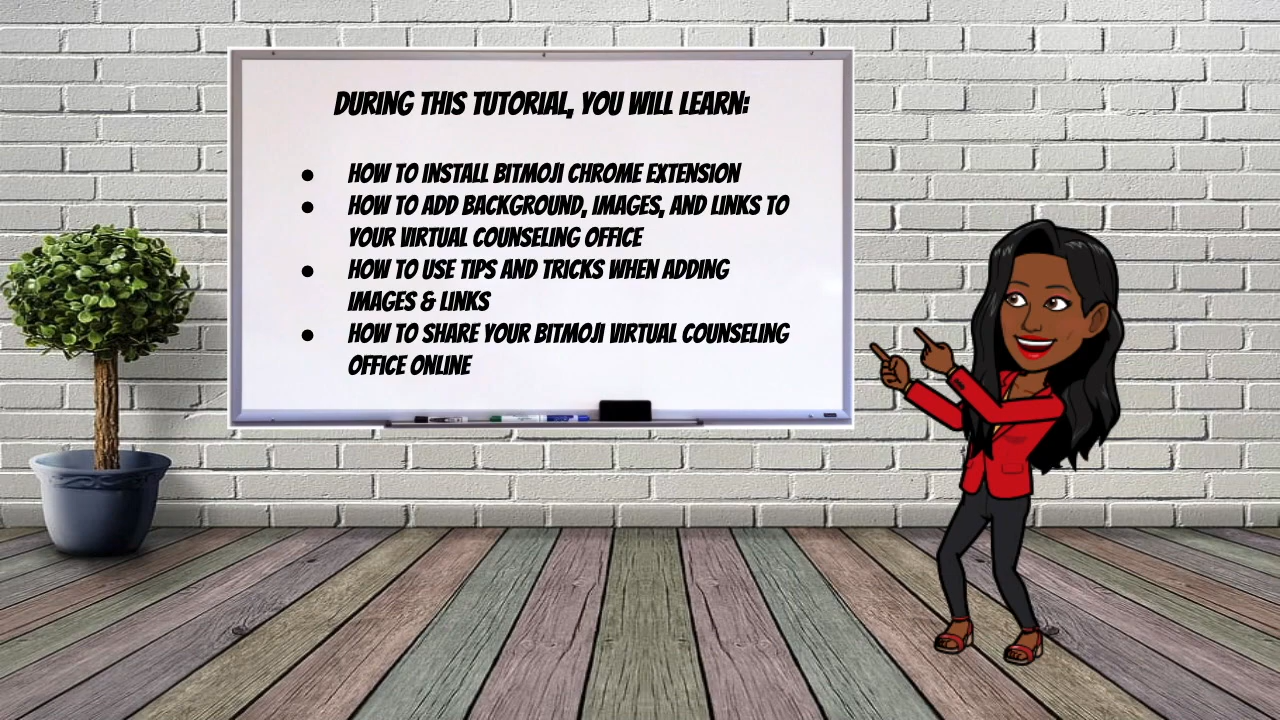 DURING THIS TUTORIAL, YOU WILL LEARN:
● HOW TO INSTALL BITMOJI CHROME EXTENSION
● HOW TO ADD BACKGROUND, IMAGES, AND LINKS TO
YOUR VIRTUAL COUNSELING OFFICE
● HOW TO USE TIPS AND TRICKS WHEN ADDING
IMAGES & LINKS
● HOW TO SHARE YOUR BITMOJI VIRTUAL COUNSELING
OFFICE ONLINE